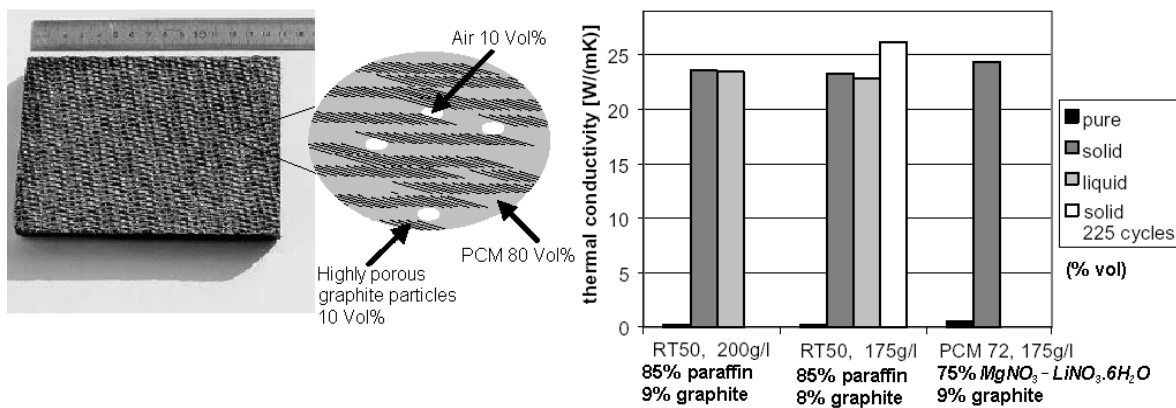 Air 10 Vol%
PCM 80 Vol%
Highly porous
graphite particles
10 Vol%
thermal conductivity [W/(mK)]
25
20
15
10
5
0
RT50, 200g/l
85% paraffin
9% graphite
RT50, 175g/l
85% paraffin
8% graphite
PCM 72, 175g/l
75% MgNO₃ – LiNO₃.6H₂O
9% graphite
pure
solid
liquid
solid
225 cycles
(% vol)